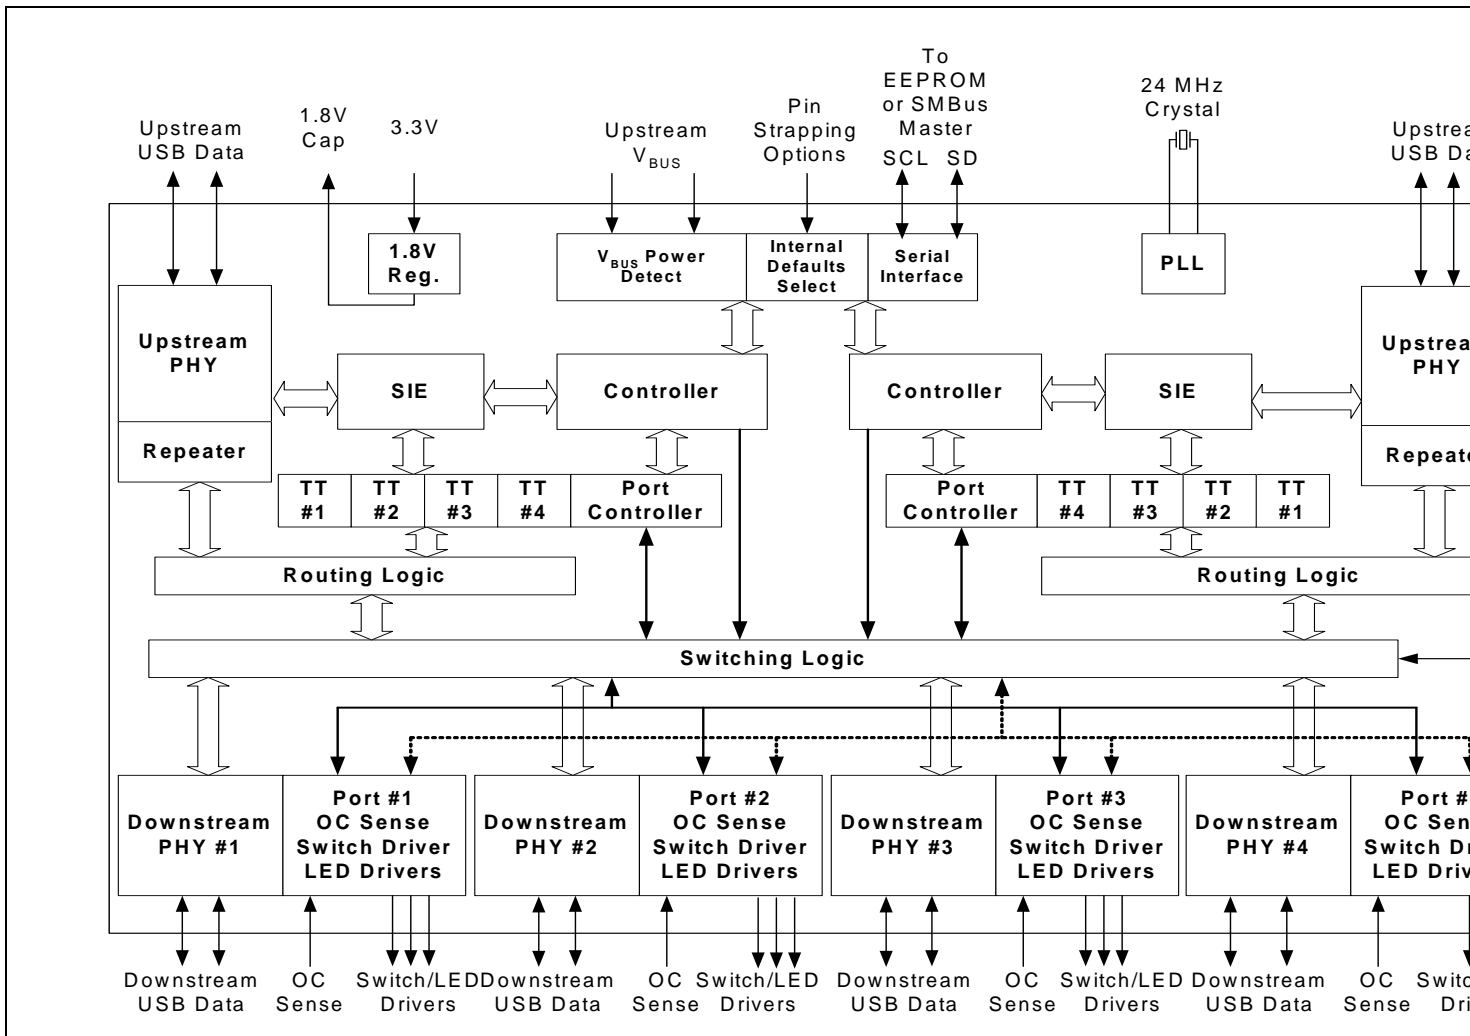 To
EEPROM
or SMBus
Master
SCL SD
24 MHz
Crystal
1.8V
Cap
3.3V
Pin
Strapping
Options
Upstream
USB Data
Upstream
VBUS
USB
1.8V
Reg.
VBUS Power
Detect
Internal
Defaults
Select
Serial
Interface
PLL
Upstream
PHY
Repeater
SIE
Controller
Controller
SIE
PHY
TT
#1
TT
#2
TT
#3
TT
#4
Port
Controller
Port
Controller
TT
#4
TT
#3
TT
#2
TT
#1
Routing Logic
Routing Logic
Switching Logic
Downstream
PHY #1
Port #1
OC Sense
Switch Driver
LED Drivers
Downstream
PHY #2
Port #2
OC Sense
Switch Driver
LED Drivers
Downstream
PHY #3
Port #3
OC Sense
Switch Driver
LED Drivers
Downstream
PHY #4
Port
OC
Switch
LED
Downstream
USB Data
OC
Sense
Switch/LED
Drivers
Downstream
USB Data
OC
Sense
Switch/LED
Drivers
Downstream
USB Data
OC
Sense
Switch/LED
Drivers
Downstream
USB Data
OC
Sense